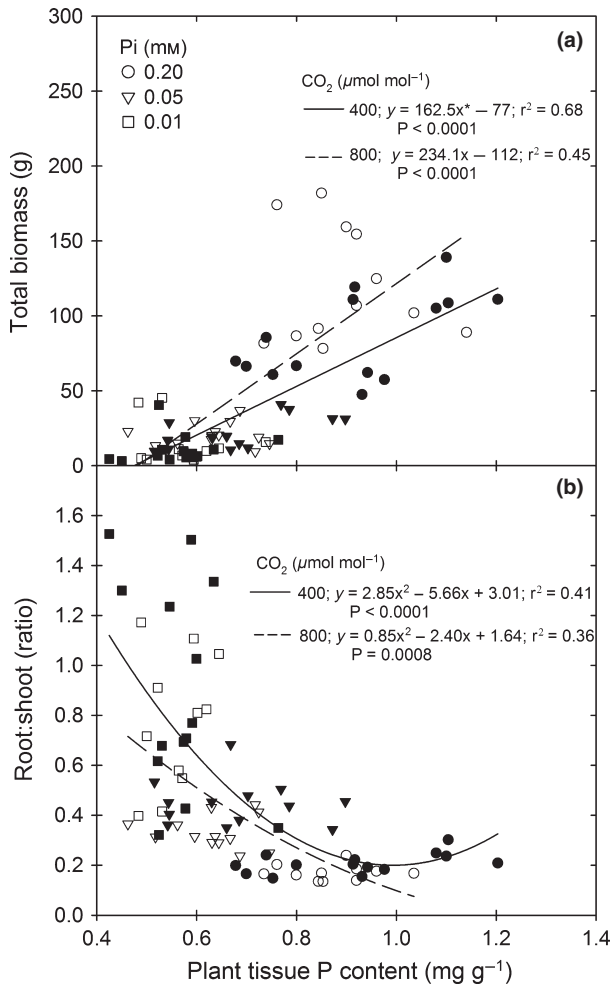 300
(a)
Pi (mM)
0.20
0.05
0.01
CO₂ (µmol mol⁻¹)
400; y = 162.5x* – 77; r² = 0.68
P < 0.0001
800; y = 234.1x – 112; r² = 0.45
P < 0.0001
250
200
150
100
50
0
Total biomass (g)
(b)
CO₂ (µmol mol⁻¹)
400; y = 2.85x² – 5.66x + 3.01; r² = 0.41
P < 0.0001
800; y = 0.85x² – 2.40x + 1.64; r² = 0.36
P = 0.0008
1.6
1.4
1.2
1.0
0.8
0.6
0.4
0.2
0.0
Root:shoot (ratio)
0.4 0.6 0.8 1.0 1.2 1.4
Plant tissue P content (mg g⁻¹)